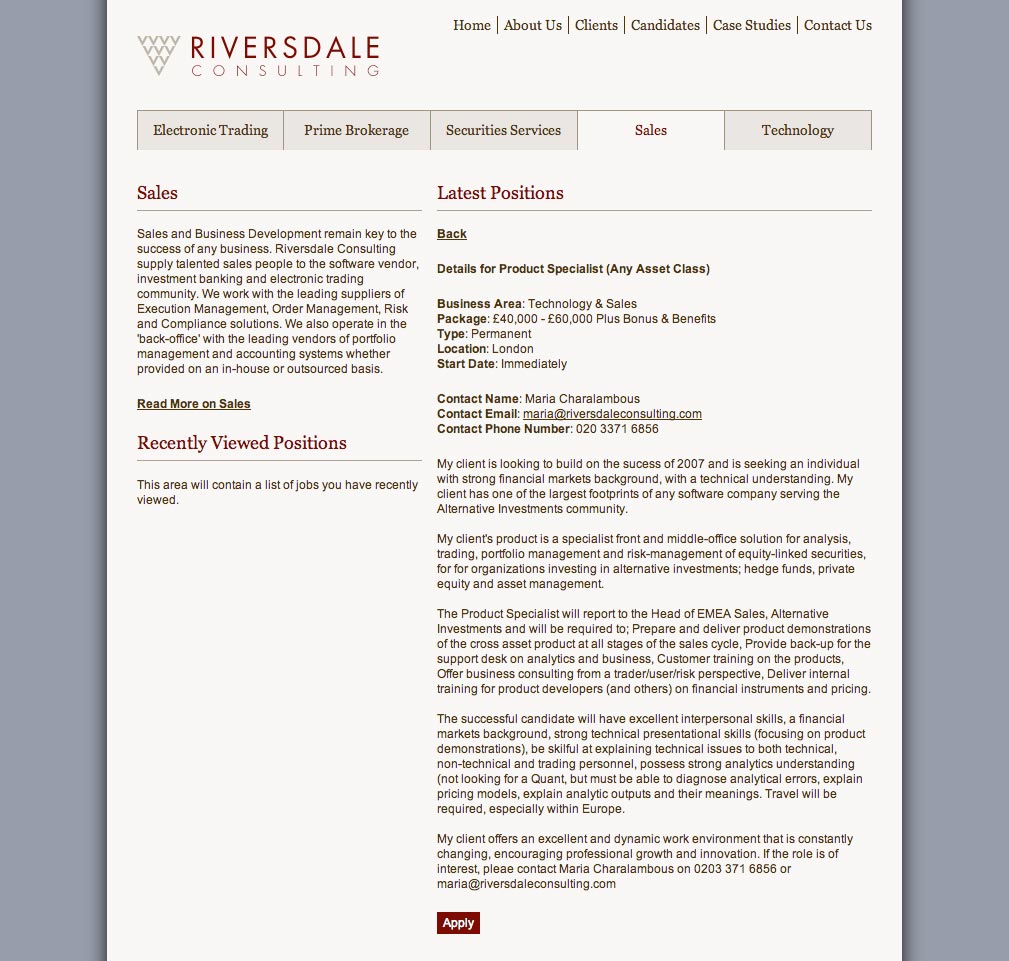 Home
About Us
Clients
Candidates
Case Studies
Contact Us
RIVERSDALE
CONSULTING
Electronic Trading
Prime Brokerage
Securities Services
Sales
Technology
Sales
Sales and Business Development remain key to the
success of any business. Riversdale Consulting
supply talented sales people to the software vendor,
investment banking and electronic trading
community. We work with the leading suppliers of
Execution Management, Order Management, Risk
and Compliance solutions. We also operate in the
'back-office' with the leading vendors of portfolio
management and accounting systems whether
provided on an in-house or outsourced basis.
Read More on Sales
Recently Viewed Positions
This area will contain a list of jobs you have recently
viewed.
Latest Positions
Back
Details for Product Specialist (Any Asset Class)
Business Area: Technology & Sales
Package: £40,000 - £60,000 Plus Bonus & Benefits
Type: Permanent
Location: London
Start Date: Immediately
Contact Name: Maria Charalambous
Contact Email: maria@riversdaleconsulting.com
Contact Phone Number: 020 3371 6856
My client is looking to build on the sucess of 2007 and is seeking an individual
with strong financial markets background, with a technical understanding. My
client has one of the largest footprints of any software company serving the
Alternative Investments community.
My client's product is a specialist front and middle-office solution for analysis,
trading, portfolio management and risk-management of equity-linked securities,
for for organizations investing in alternative investments; hedge funds, private
equity and asset management.
The Product Specialist will report to the Head of EMEA Sales, Alternative
Investments and will be required to; Prepare and deliver product demonstrations
of the cross asset product at all stages of the sales cycle, Provide back-up for the
support desk on analytics and business, Customer training on the products,
Offer business consulting from a trader/user/risk perspective, Deliver internal
training for product developers (and others) on financial instruments and pricing.
The successful candidate will have excellent interpersonal skills, a financial
markets background, strong technical presentational skills (focusing on product
demonstrations), be skilful at explaining technical issues to both technical,
non-technical and trading personnel, possess strong analytics understanding
(not looking for a Quant, but must be able to diagnose analytical errors, explain
pricing models, explain analytic outputs and their meanings. Travel will be
required, especially within Europe.
My client offers an excellent and dynamic work environment that is constantly
changing, encouraging professional growth and innovation. If the role is of
interest, pleae contact Maria Charalambous on 0203 371 6856 or
maria@riversdaleconsulting.com
Apply